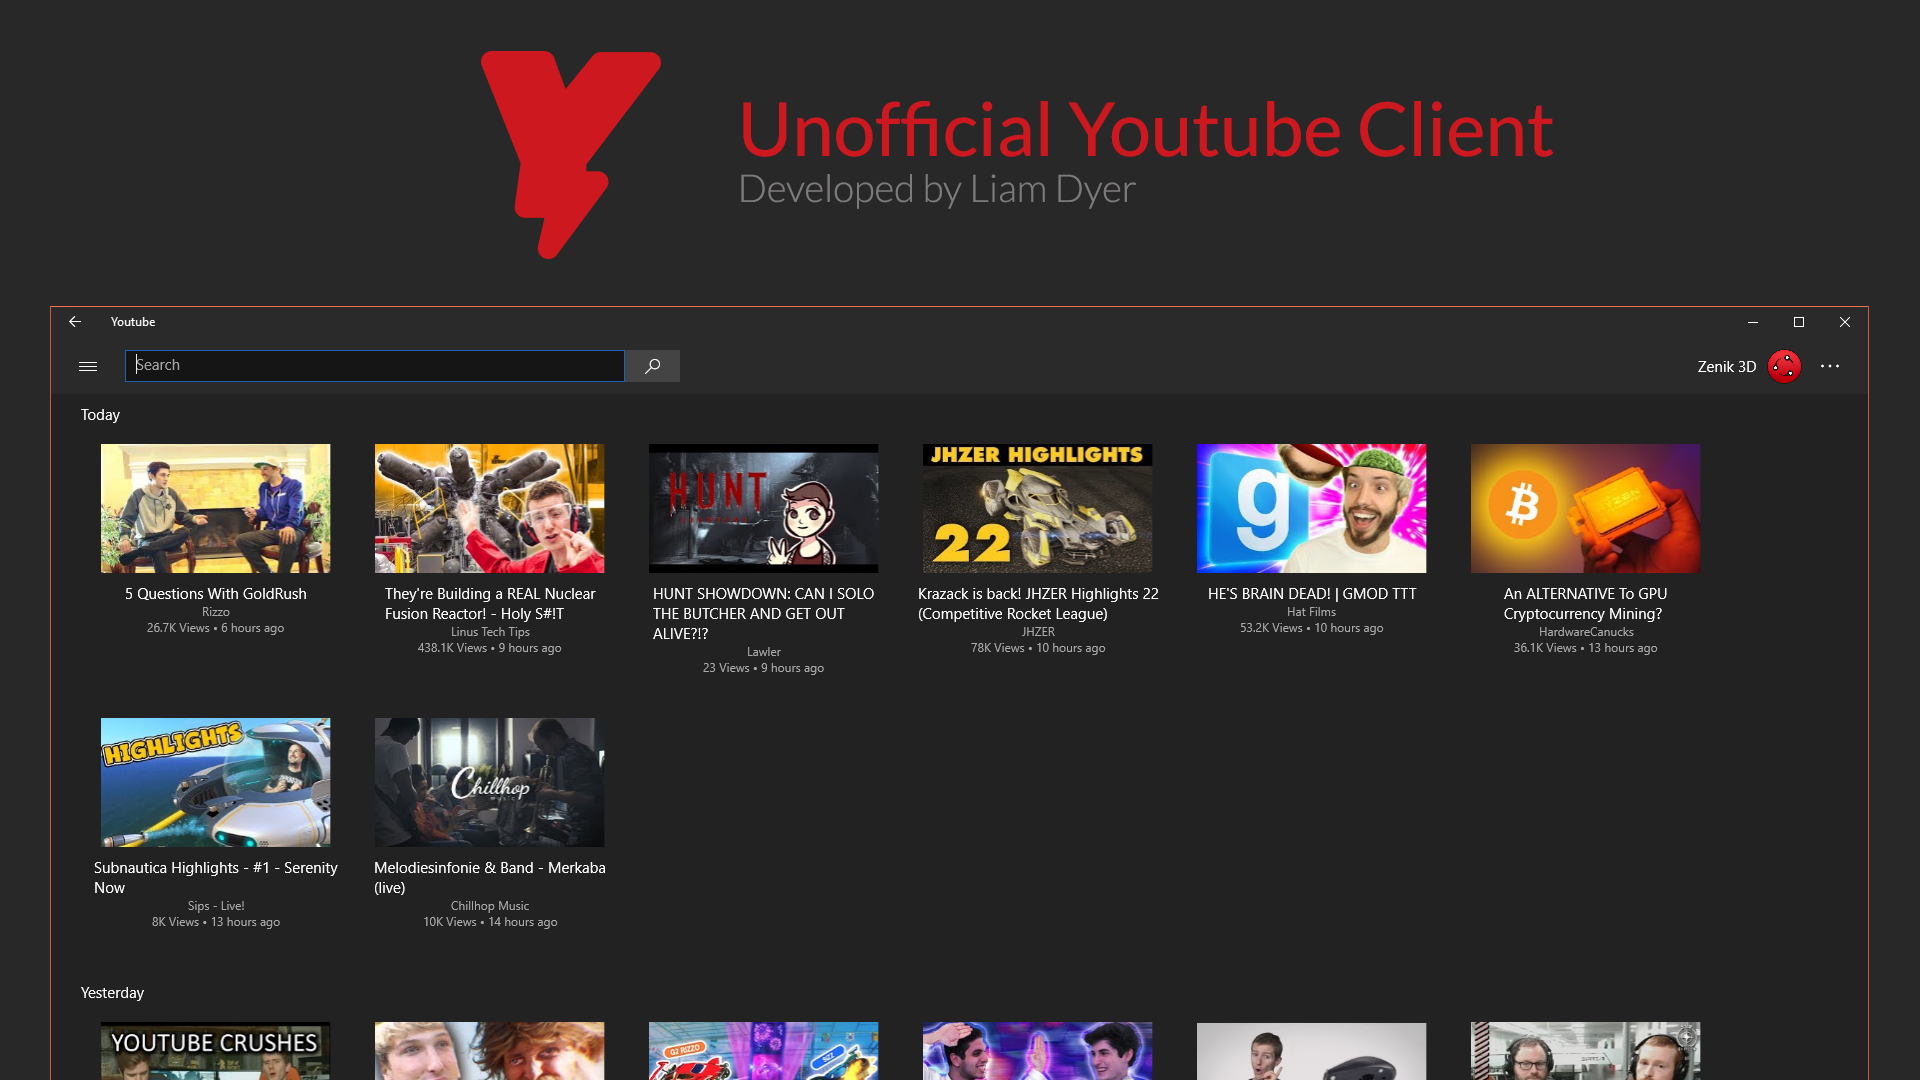 Unofficial Youtube Client
Developed by Liam Dyer
Youtube
Search
Zenik 3D
Today
HUNT
JHZER HIGHLIGHTS
22
g
5 Questions With GoldRush
Rizzo
26.7K Views • 6 hours ago
They're Building a REAL Nuclear
Fusion Reactor! - Holy S#!T
Linus Tech Tips
438.1K Views • 9 hours ago
HUNT SHOWDOWN: CAN I SOLO
THE BUTCHER AND GET OUT
ALIVE?!?
Lawler
23 Views • 9 hours ago
Krazack is back! JHZER Highlights 22
(Competitive Rocket League)
JHZER
78K Views • 10 hours ago
HE'S BRAIN DEAD! | GMOD TTT
Hat Films
53.2K Views • 10 hours ago
An ALTERNATIVE To GPU
Cryptocurrency Mining?
HardwareCanucks
36.1K Views • 13 hours ago
HIGHLIGHTS
Chillhop
music
Subnautica Highlights - #1 - Serenity
Now
Sips - Live!
8K Views • 13 hours ago
Melodiesinfonie & Band - Merkaba
(live)
Chillhop Music
10K Views • 14 hours ago
Yesterday
YOUTUBE CRUSHES
G2 RIZZO